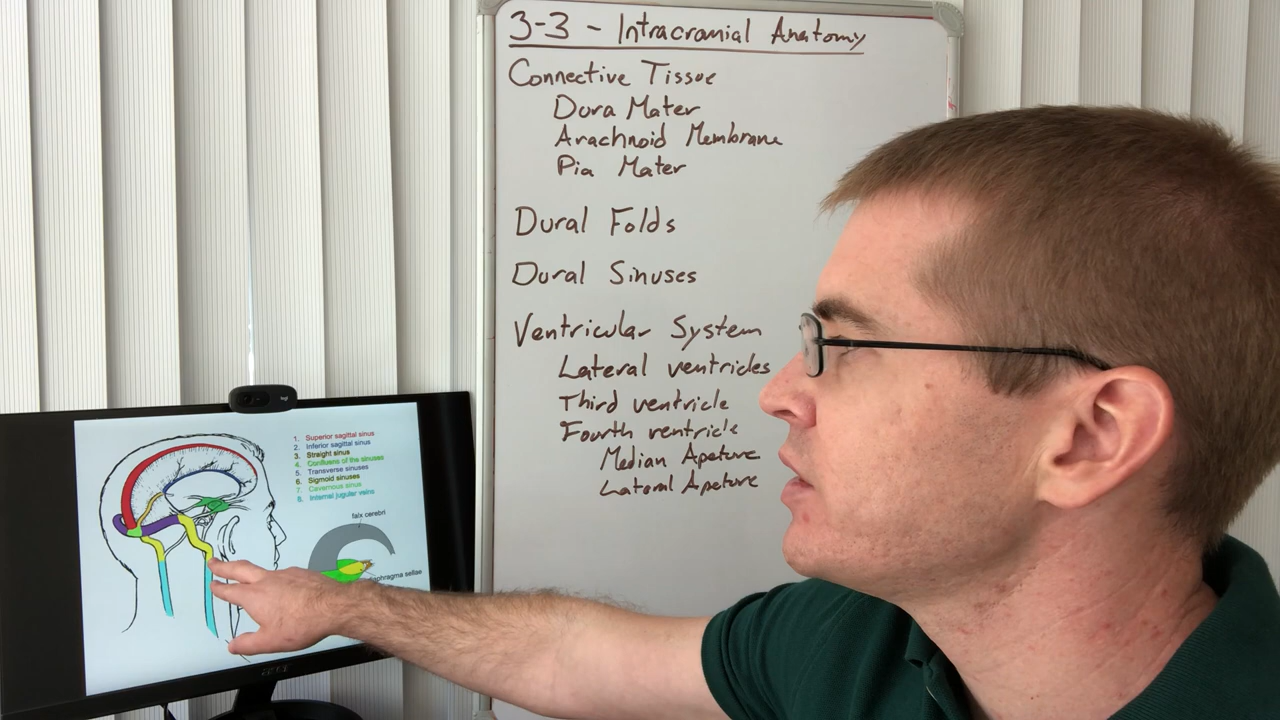 3-3 - Intracranial Anatomy
Connective Tissue
Dura Mater
Arachnoid Membrane
Pia Mater
Dural Folds
Dural Sinuses
Ventricular System
Lateral ventricles
Third ventricle
Fourth ventricle
Median Apeture
Lateral Apeture
1. Superior sagittal sinus
2. Inferior sagittal sinus
3. Straight sinus
4. Confluens of the sinuses
5. Transverse sinuses
6. Sigmoid sinuses
7. Cavernous sinus
8. Internal jugular veins
falx cerebri
diaphragma sellae